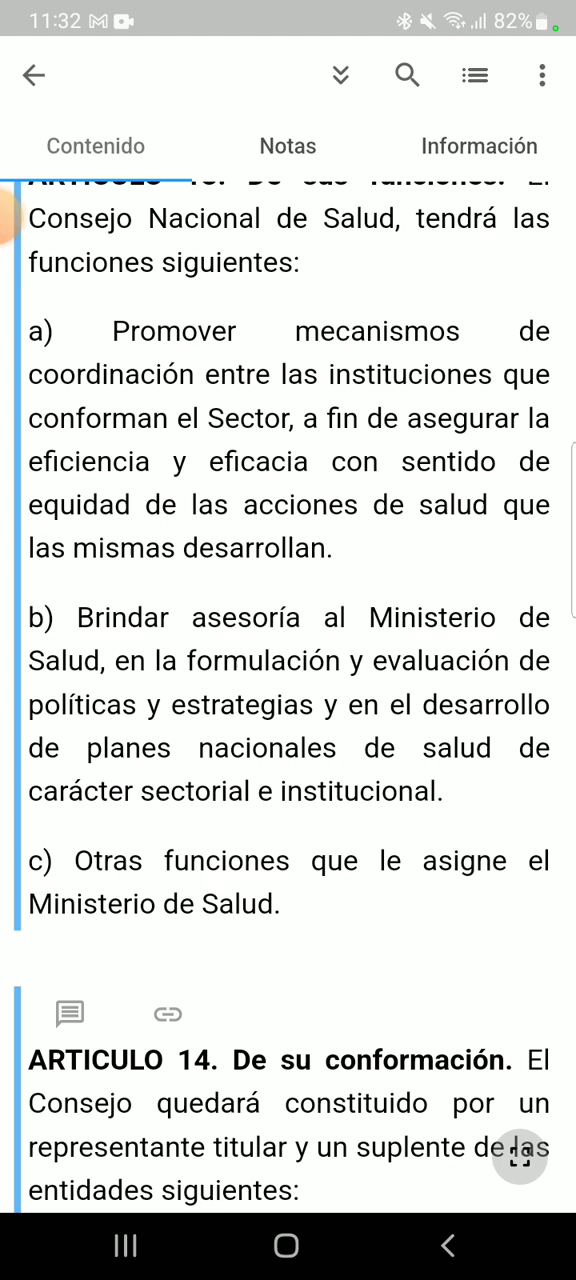 11:32 82%
Contenido Notas Información
Consejo Nacional de Salud, tendrá las
funciones siguientes:
a) Promover mecanismos de
coordinación entre las instituciones que
conforman el Sector, a fin de asegurar la
eficiencia y eficacia con sentido de
equidad de las acciones de salud que
las mismas desarrollan.
b) Brindar asesoría al Ministerio de
Salud, en la formulación y evaluación de
políticas y estrategias y en el desarrollo
de planes nacionales de salud de
carácter sectorial e institucional.
c) Otras funciones que le asigne el
Ministerio de Salud.
ARTICULO 14. De su conformación. El
Consejo quedará constituido por un
representante titular y un suplente de las
entidades siguientes: